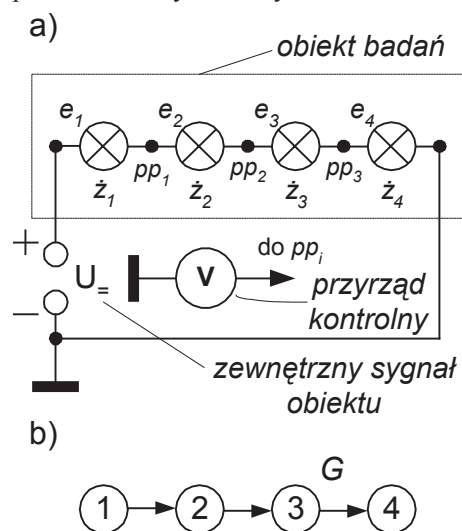 a)
obiekt badań
e1 e2 e3 e4
pp1 pp2 pp3
ż1 ż2 ż3 ż4
+
U=
V
do ppi
przyrząd
kontrolny
−
zewnętrzny sygnał
obiektu
b)
G
1 2 3 4